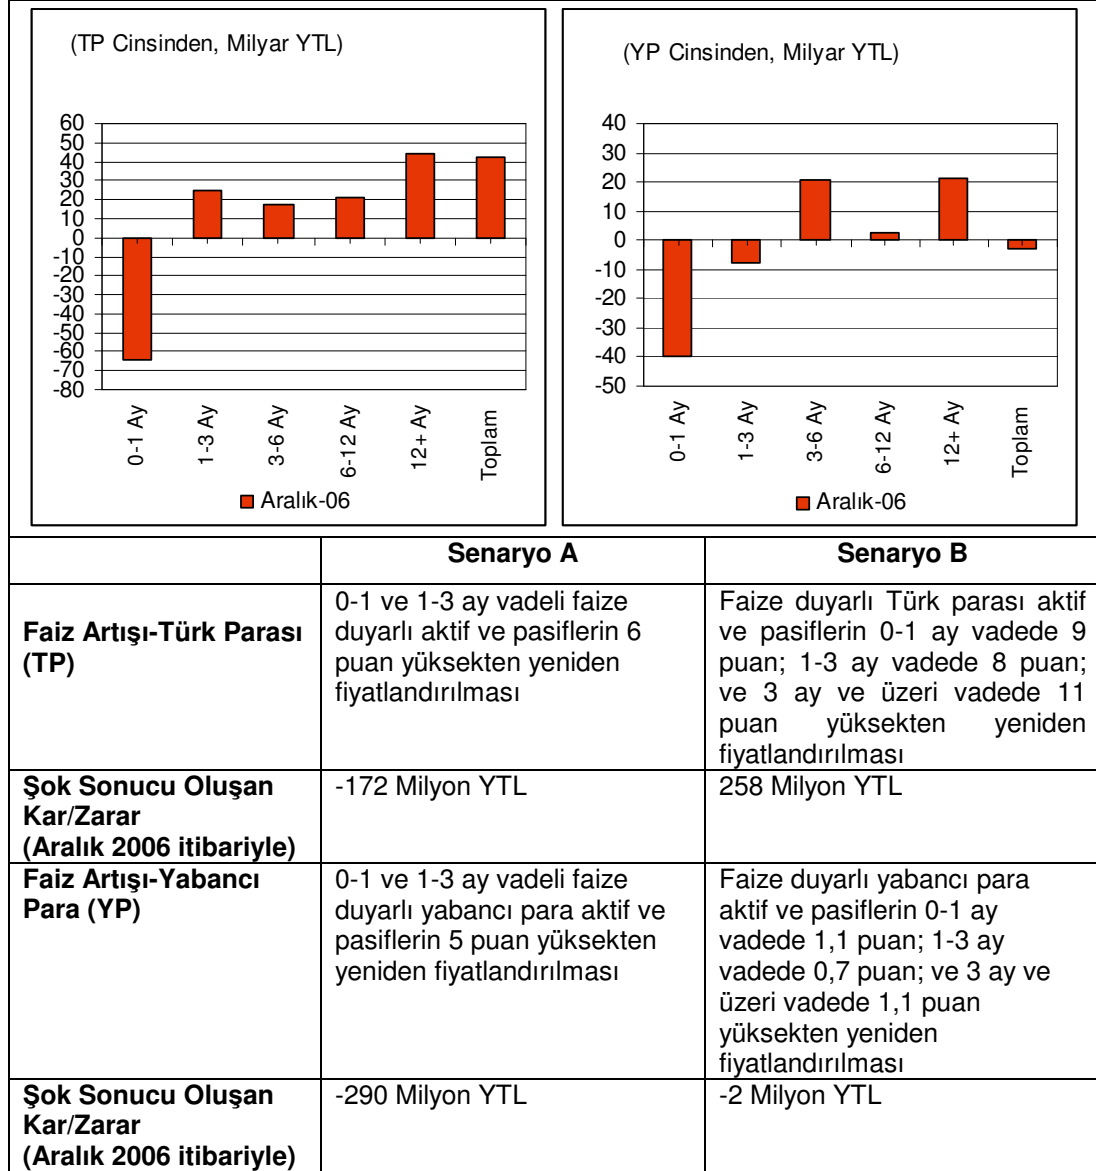 (TP Cinsinden, Milyar YTL)
60
50
40
30
20
10
0
-10
-20
-30
-40
-50
-60
-70
-80
0-1 Ay
1-3 Ay
3-6 Ay
6-12 Ay
12+ Ay
Toplam
Aralık-06
(YP Cinsinden, Milyar YTL)
40
30
20
10
0
-10
-20
-30
-40
-50
0-1 Ay
1-3 Ay
3-6 Ay
6-12 Ay
12+ Ay
Toplam
Aralık-06
Senaryo A
Senaryo B
Faiz Artışı-Türk Parası
(TP)
0-1 ve 1-3 ay vadeli faize
duyarlı aktif ve pasiflerin 6
puan yüksekten yeniden
fiyatlandırılması
Faize duyarlı Türk parası aktif
ve pasiflerin 0-1 ay vadede 9
puan; 1-3 ay vadede 8 puan;
ve 3 ay ve üzeri vadede 11
puan yüksekten yeniden
fiyatlandırılması
Şok Sonucu Oluşan
Kar/Zarar
(Aralık 2006 itibariyle)
-172 Milyon YTL
258 Milyon YTL
Faiz Artışı-Yabancı
Para (YP)
0-1 ve 1-3 ay vadeli faize
duyarlı yabancı para aktif ve
pasiflerin 5 puan yüksekten
yeniden fiyatlandırılması
Faize duyarlı yabancı para
aktif ve pasiflerin 0-1 ay
vadede 1,1 puan; 1-3 ay
vadede 0,7 puan; ve 3 ay ve
üzeri vadede 1,1 puan
yüksekten yeniden
fiyatlandırılması
Şok Sonucu Oluşan
Kar/Zarar
(Aralık 2006 itibariyle)
-290 Milyon YTL
-2 Milyon YTL